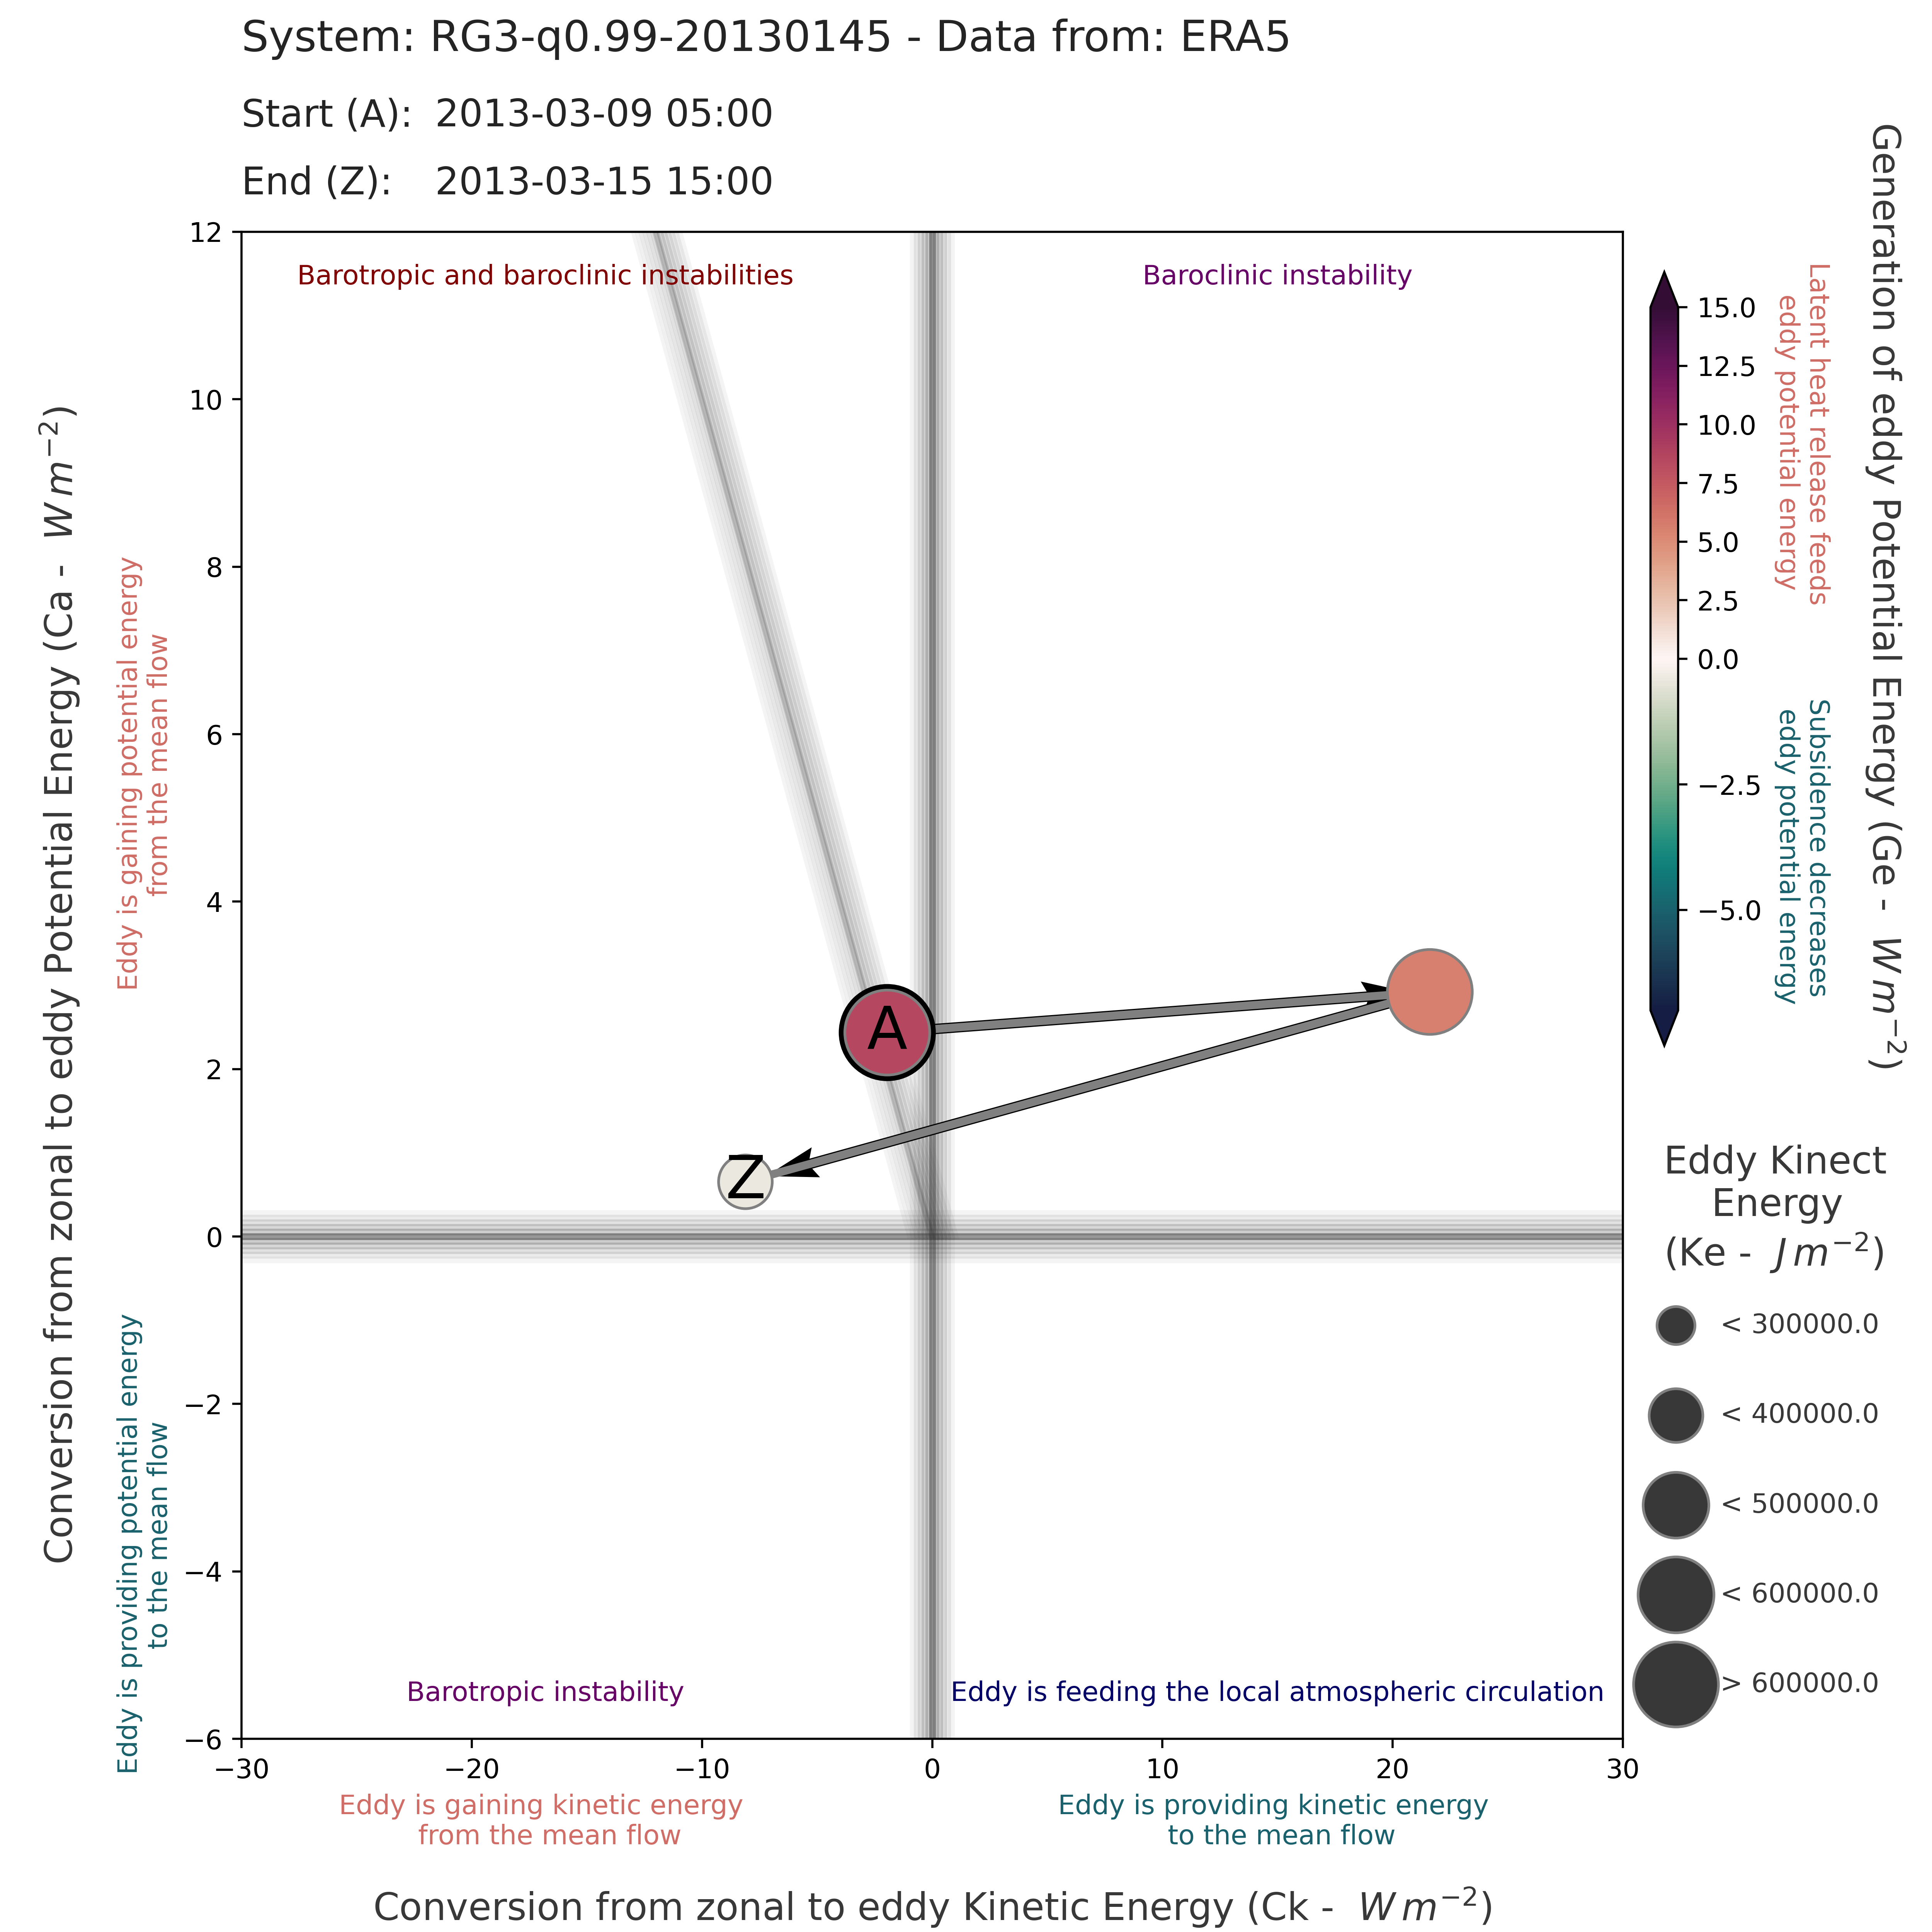 System: RG3-q0.99-20130145 - Data from: ERA5
Start (A): 2013-03-09 05:00
End (Z): 2013-03-15 15:00
Barotropic and baroclinic instabilities
Baroclinic instability
Barotropic instability
Eddy is feeding the local atmospheric circulation
A
Z
12
10
8
6
4
2
0
−2
−4
−6
−30
−20
−10
0
10
20
30
Eddy is gaining kinetic energy
from the mean flow
Eddy is providing kinetic energy
to the mean flow
Conversion from zonal to eddy Kinetic Energy (Ck - W m⁻²)
Conversion from zonal to eddy Potential Energy (Ca - W m⁻²)
Eddy is gaining potential energy
from the mean flow
Eddy is providing potential energy
to the mean flow
15.0
12.5
10.0
7.5
5.0
2.5
0.0
−2.5
−5.0
Latent heat release feeds
eddy potential energy
Subsidence decreases
eddy potential energy
Generation of eddy Potential Energy (Ge - W m⁻²)
Eddy Kinect
Energy
(Ke - J m⁻²)
< 300000.0
< 400000.0
< 500000.0
< 600000.0
> 600000.0